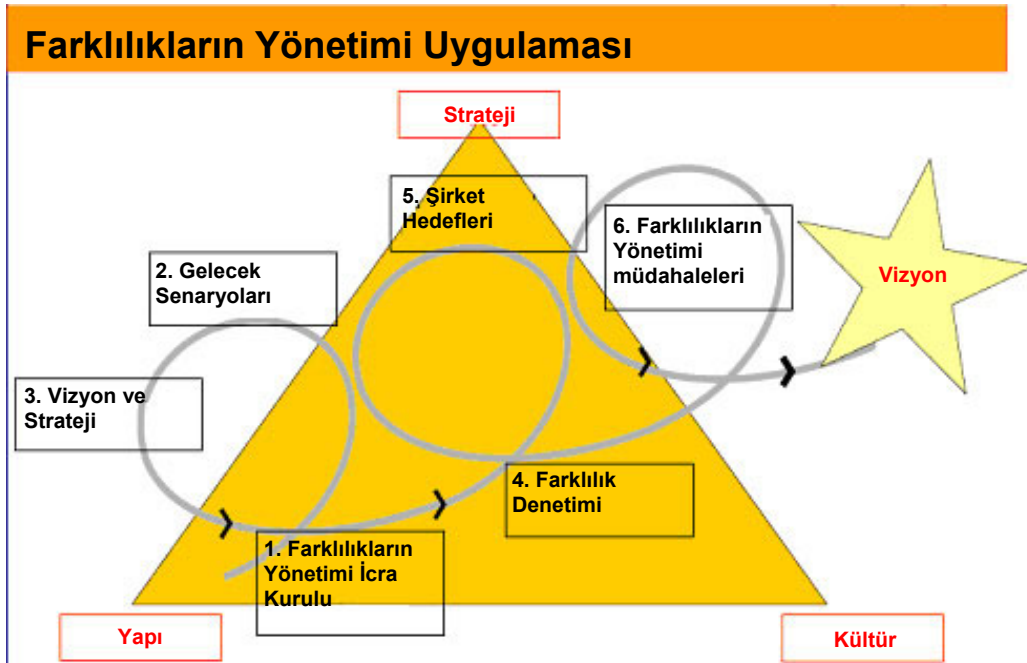 Farklılıkların Yönetimi Uygulaması
Strateji
5. Şirket
Hedefleri
6. Farklılıkların
Yönetimi
müdahaleleri
Vizyon
2. Gelecek
Senaryoları
3. Vizyon ve
Strateji
4. Farklılık
Denetimi
1. Farklılıkların
Yönetimi İcra
Kurulu
Yapı
Kültür